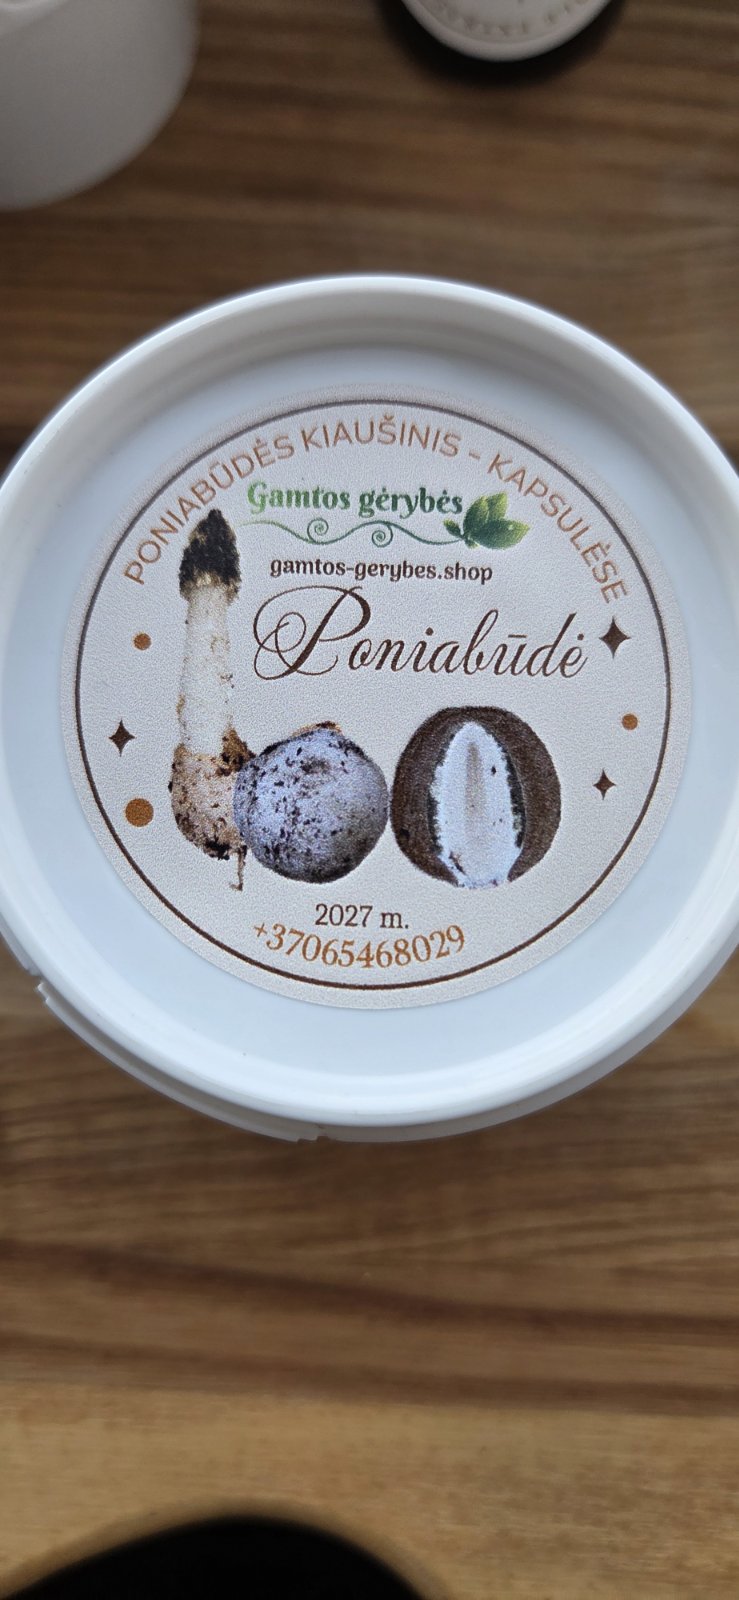 PONIABŪDĖS KIAUŠINIS - KAPSULĖSE
Gamtos gėrybės
gamtos-gerybes.shop
Poniabūdė
2027 m.
+37065468029